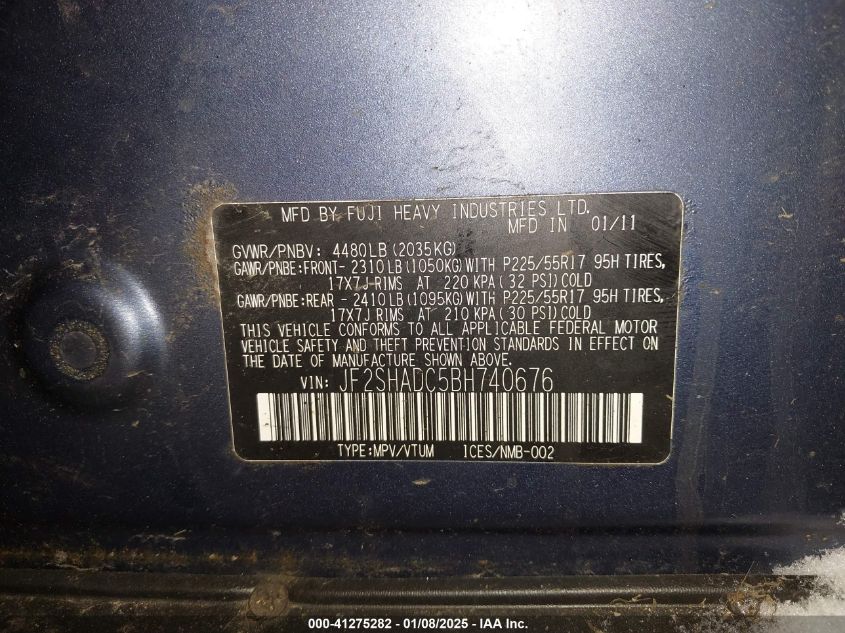 MFD BY FUJI HEAVY INDUSTRIES LTD.
MFD IN 01/11
GVWR/PNBV: 4480LB (2035KG)
GAWR/PNBE:FRONT- 2310LB(1050KG)WITH P225/55R17 95H TIRES,
17X7J RIMS AT 220 KPA ( 32 PSI)COLD
GAWR/PNBE:REAR - 2410LB(1095KG)WITH P225/55R17 95H TIRES,
17X7J RIMS AT 210 KPA ( 30 PSI)COLD
THIS VEHICLE CONFORMS TO ALL APPLICABLE FEDERAL MOTOR
VEHICLE SAFETY AND THEFT PREVENTION STANDARDS IN EFFECT ON
THE DATE OF MANUFACTURE SHOWN ABOVE.
VIN: JF2SHADC5BH740676
TYPE:MPV/VTUM ICES/NMB-002
000-41275282 - 01/08/2025 - IAA Inc.